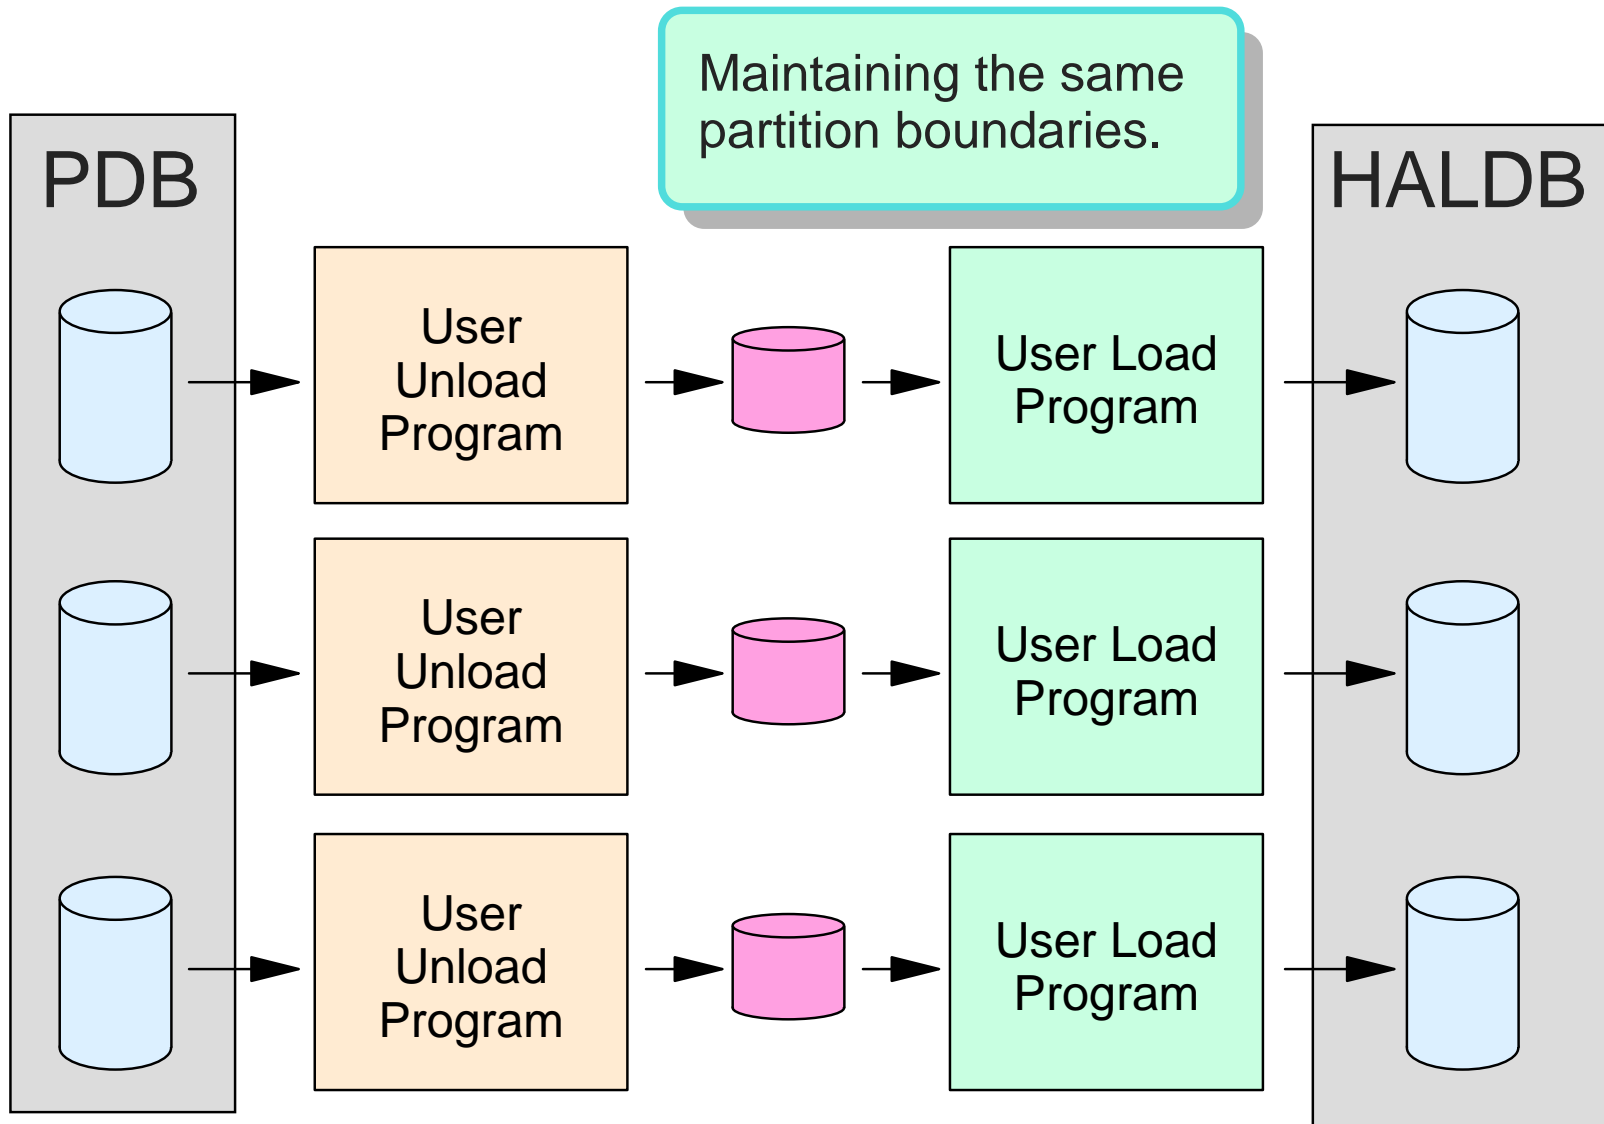 Maintaining the same
partition boundaries.
PDB
HALDB
User
Unload
Program
User Load
Program
User
Unload
Program
User Load
Program
User
Unload
Program
User Load
Program